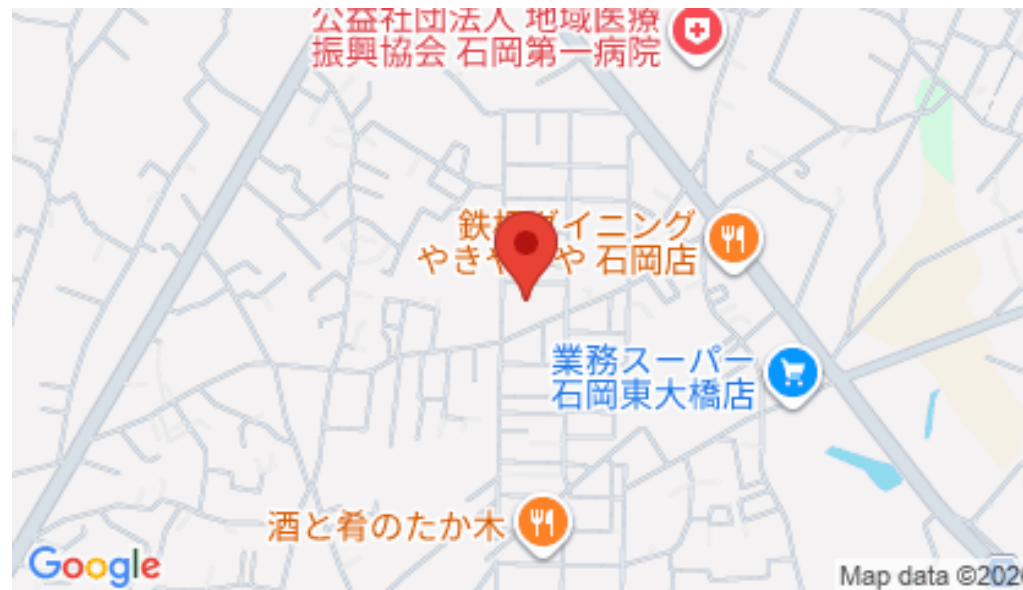 公益社団法人 地域医療
振興協会 石岡第一病院
鉄 イニング
やき や 石岡店
業務スーパー
石岡東大橋店
酒と肴のたか木
Google
Map data ©202